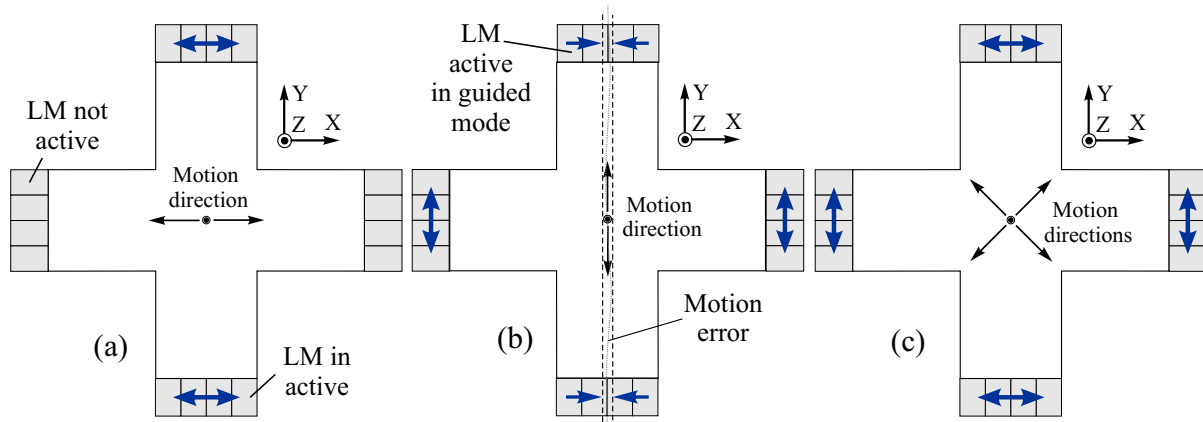 LM not
active
Y
Z
X
Motion
direction
(a)
LM in
active
LM
active
in guided
mode
Y
Z
X
Motion
direction
(b)
Motion
error
Y
Z
X
Motion
directions
(c)